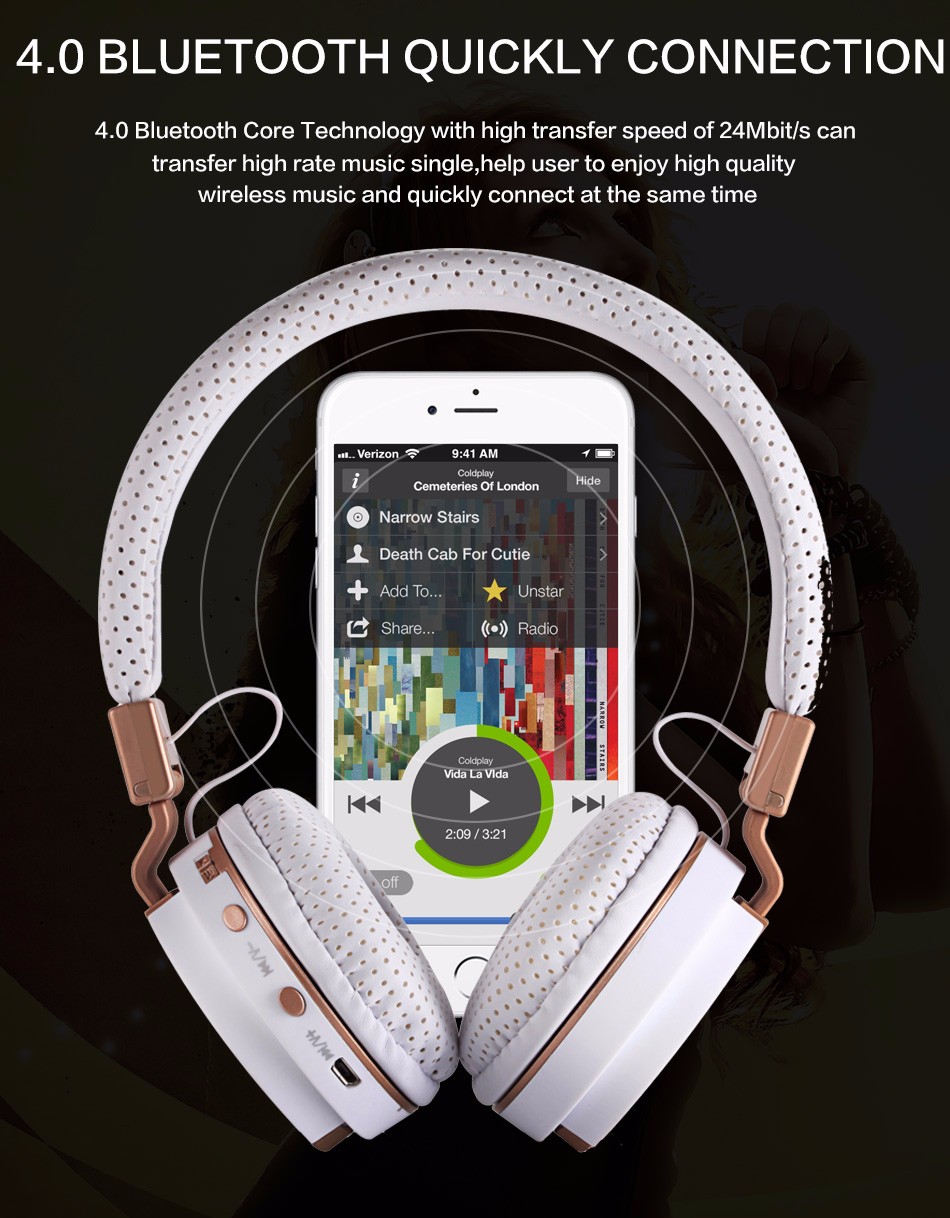 4.0 BLUETOOTH QUICKLY CONNECTION
4.0 Bluetooth Core Technology with high transfer speed of 24Mbit/s can
transfer high rate music single,help user to enjoy high quality
wireless music and quickly connect at the same time
Verizon 9:41 AM
Coldplay
Cemeteries Of London
Hide
Narrow Stairs
Death Cab For Cutie
Add To... Unstar
Share... Radio
NARROW STAIRS
Coldplay
Vida La VIda
2:09 / 3:21
off